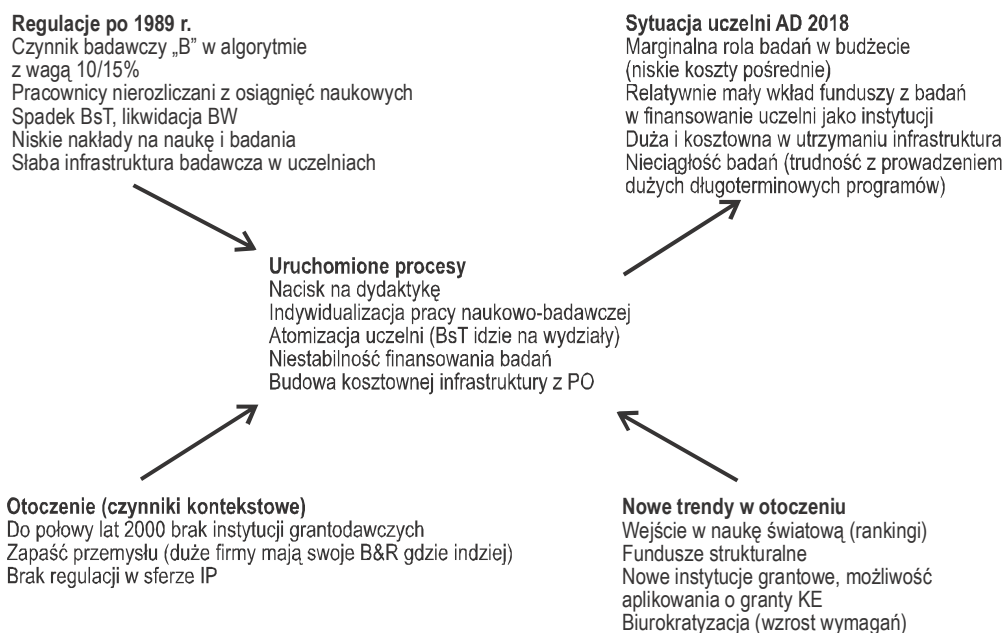 Regulacje po 1989 r.
Czynnik badawczy „B” w algorytmie
z wagą 10/15%
Pracownicy nierozliczani z osiągnięć naukowych
Spadek BsT, likwidacja BW
Niskie nakłady na naukę i badania
Słaba infrastruktura badawcza w uczelniach
Sytuacja uczelni AD 2018
Marginalna rola badań w budżecie
(niskie koszty pośrednie)
Relatywnie mały wkład funduszy z badań
w finansowanie uczelni jako instytucji
Duża i kosztowna w utrzymaniu infrastruktura
Nieciągłość badań (trudność z prowadzeniem
dużych długoterminowych programów)
Uruchomione procesy
Nacisk na dydaktykę
Indywidualizacja pracy naukowo-badawczej
Atomizacja uczelni (BsT idzie na wydziały)
Niestabilność finansowania badań
Budowa kosztownej infrastruktury z PO
Otoczenie (czynniki kontekstowe)
Do połowy lat 2000 brak instytucji grantodawczych
Zapaść przemysłu (duże firmy mają swoje B&R gdzie indziej)
Brak regulacji w sferze IP
Nowe trendy w otoczeniu
Wejście w naukę światową (rankingi)
Fundusze strukturalne
Nowe instytucje grantowe, możliwość
aplikowania o granty KE
Biurokratyzacja (wzrost wymagań)